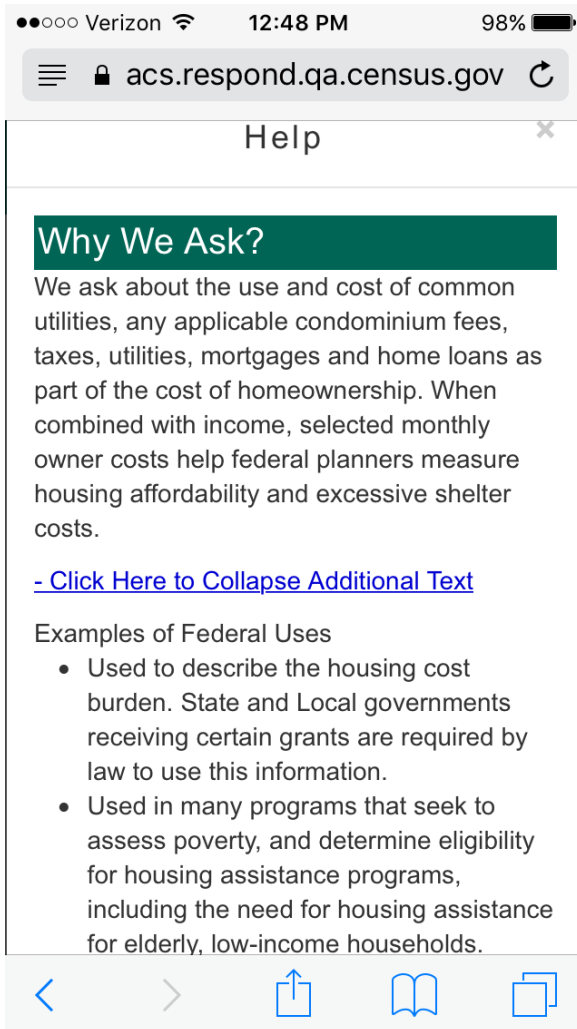 Verizon 12:48 PM 98%
acs.respond.qa.census.gov
Help
Why We Ask?
We ask about the use and cost of common
utilities, any applicable condominium fees,
taxes, utilities, mortgages and home loans as
part of the cost of homeownership. When
combined with income, selected monthly
owner costs help federal planners measure
housing affordability and excessive shelter
costs.
- Click Here to Collapse Additional Text
Examples of Federal Uses
• Used to describe the housing cost
burden. State and Local governments
receiving certain grants are required by
law to use this information.
• Used in many programs that seek to
assess poverty, and determine eligibility
for housing assistance programs,
including the need for housing assistance
for elderly, low-income households.